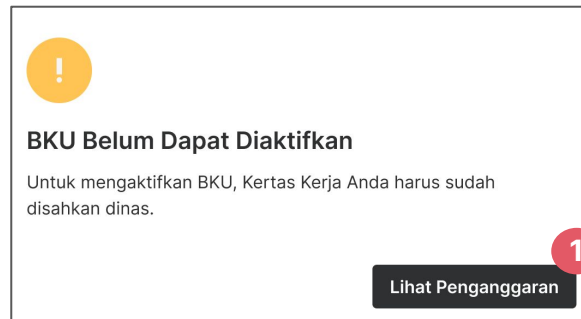 !
BKU Belum Dapat Diaktifkan
Untuk mengaktifkan BKU, Kertas Kerja Anda harus sudah
disahkan dinas.
1
Lihat Penganggaran